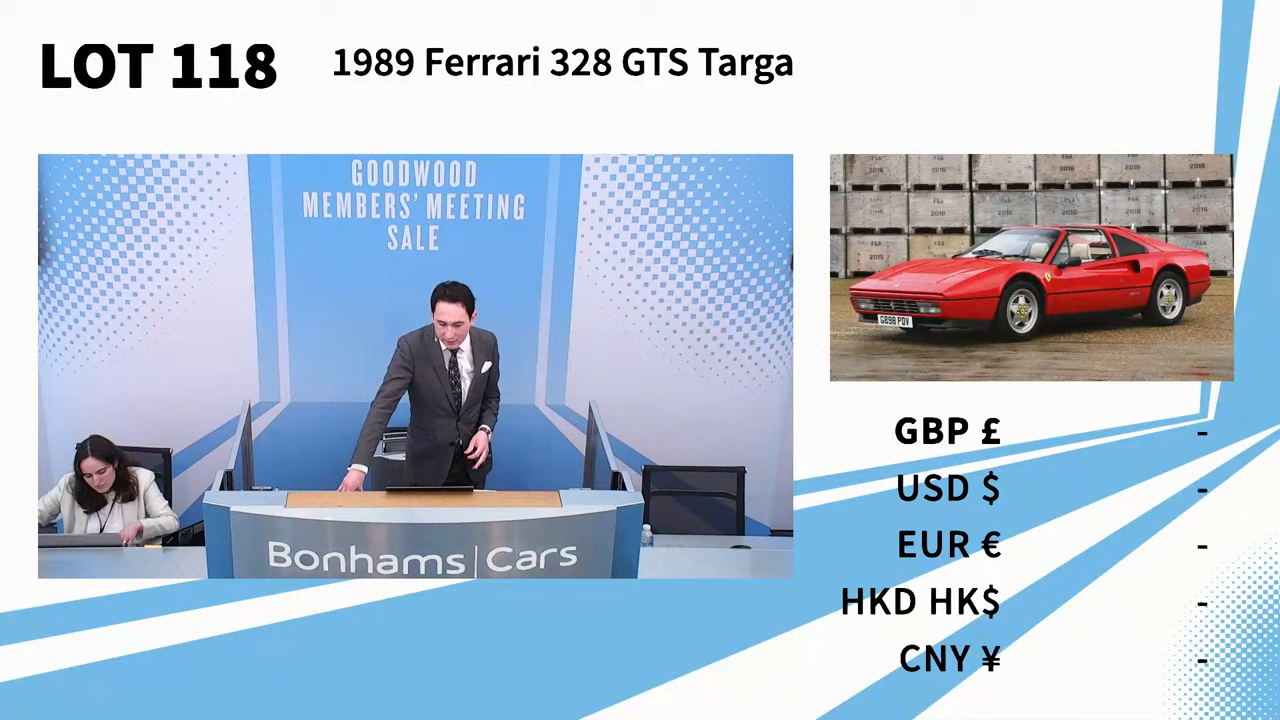 LOT 118
1989 Ferrari 328 GTS Targa
GOODWOOD
MEMBERS' MEETING
SALE
Bonhams|Cars
G898 PDV
GBP £ -
USD $ -
EUR € -
HKD HK$ -
CNY ¥ -